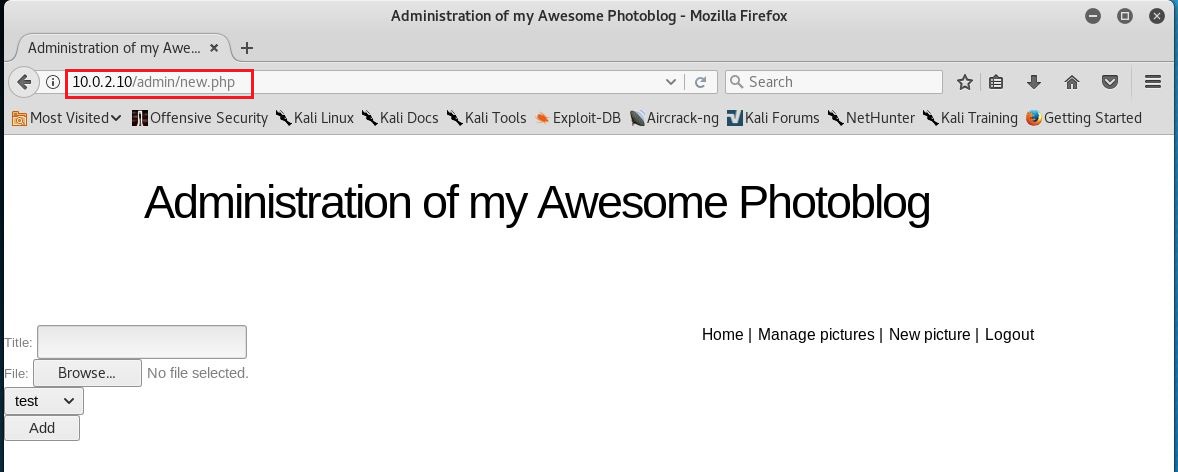 Administration of my Awesome Photoblog - Mozilla Firefox
Administration of my Awe...
10.0.2.10/admin/new.php
Search
Most Visited Offensive Security Kali Linux Kali Docs Kali Tools Exploit-DB Aircrack-ng Kali Forums NetHunter Kali Training Getting Started
Administration of my Awesome Photoblog
Home | Manage pictures | New picture | Logout
Title:
File: Browse... No file selected.
test
Add